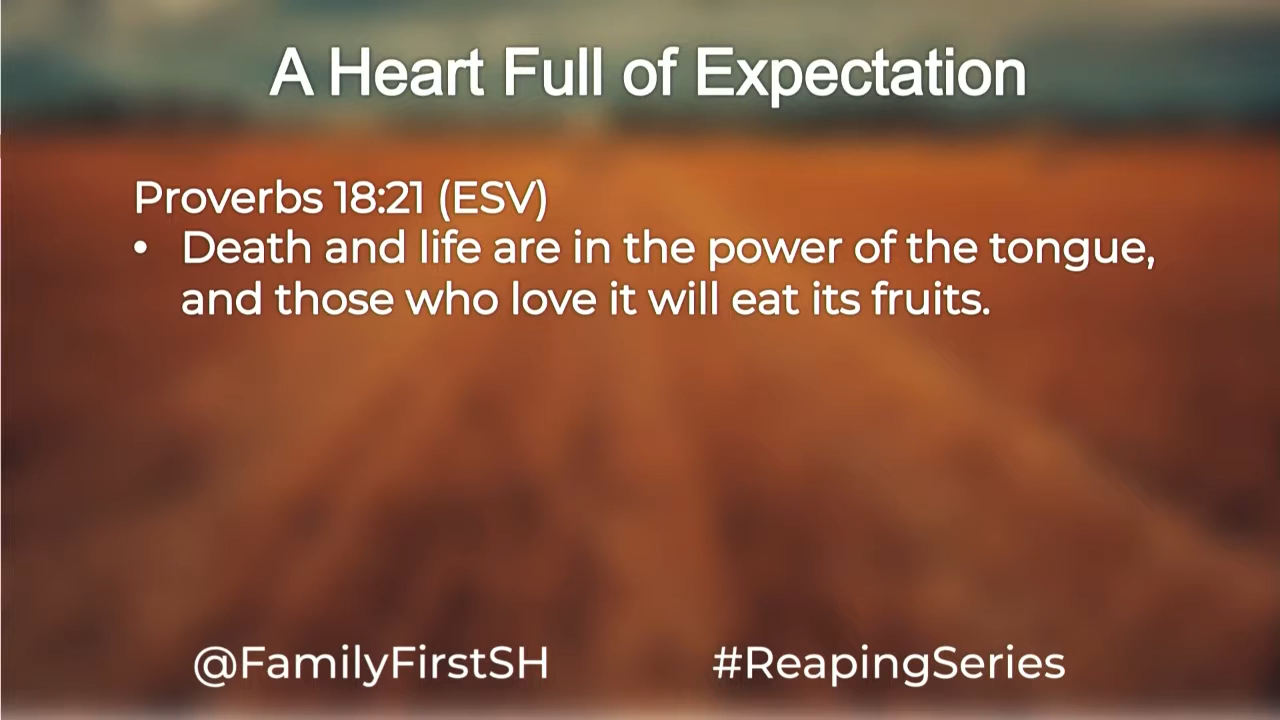 A Heart Full of Expectation
Proverbs 18:21 (ESV)
• Death and life are in the power of the tongue,
and those who love it will eat its fruits.
@FamilyFirstSH #ReapingSeries